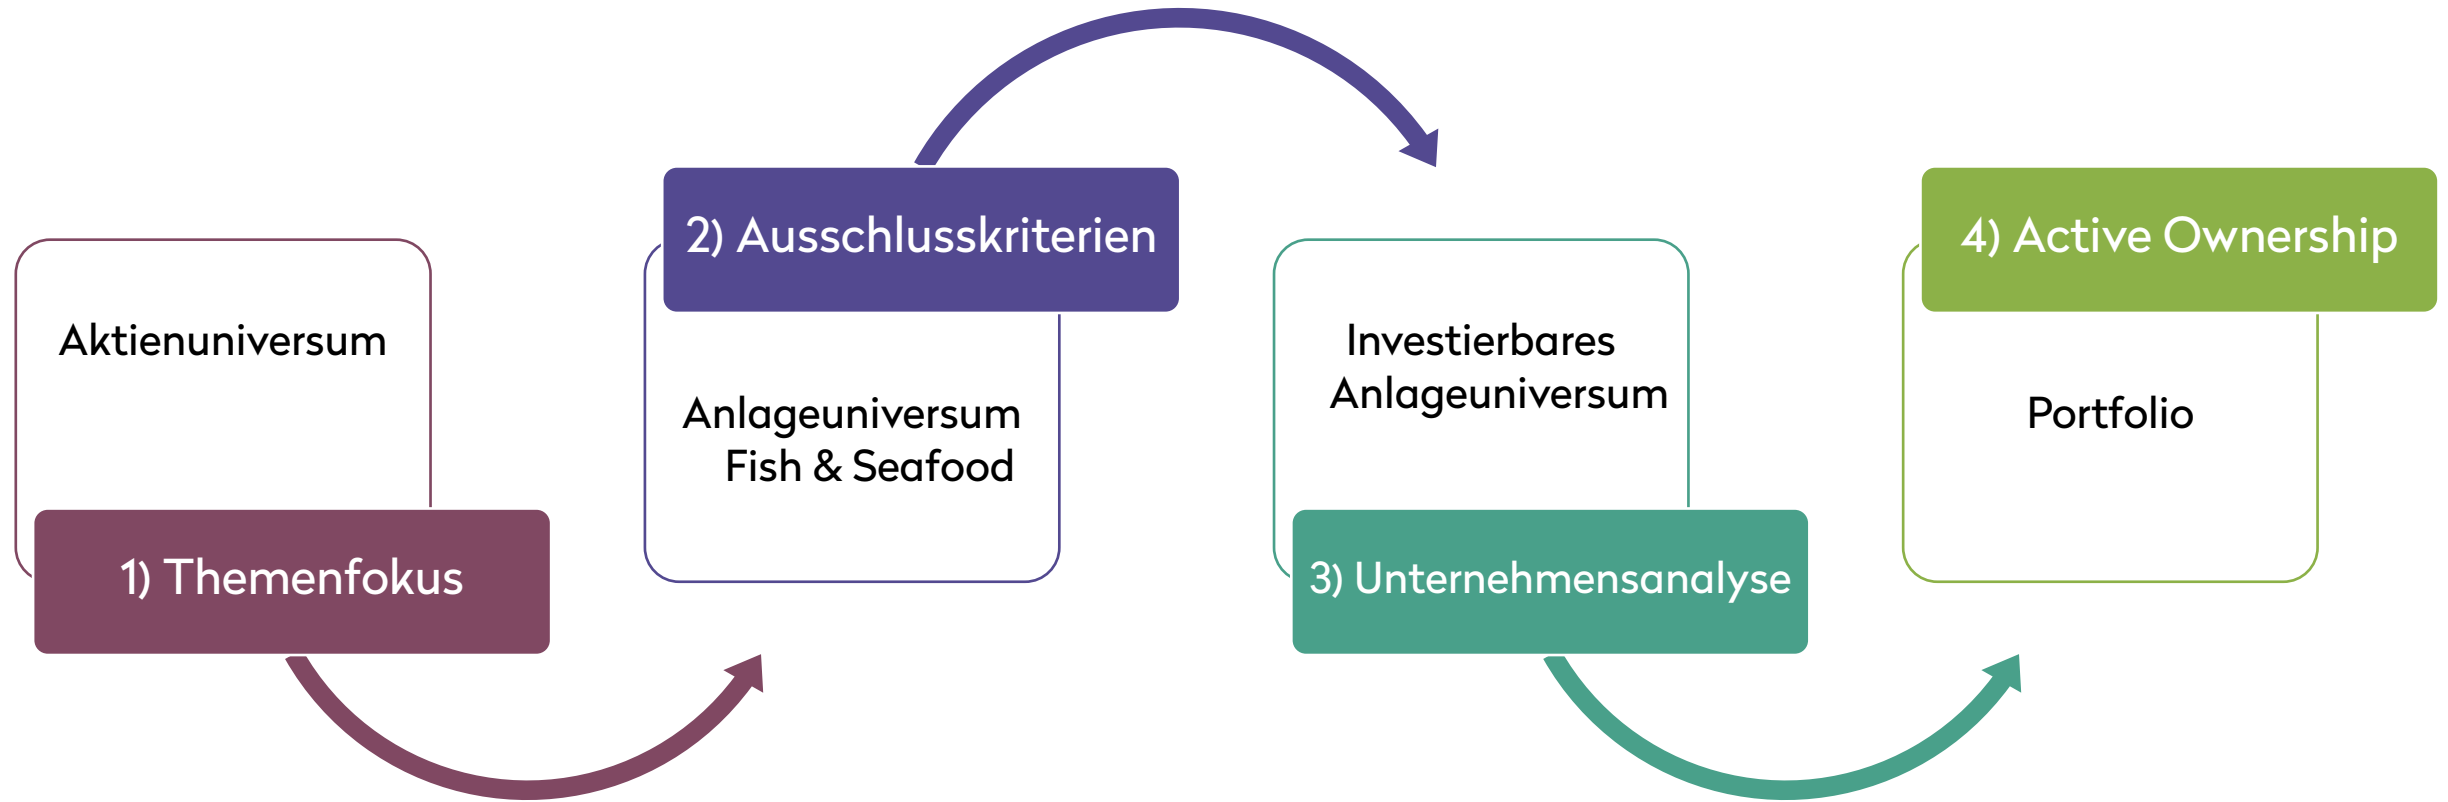 Aktienuniversum
1) Themenfokus
2) Ausschlusskriterien
Anlageuniversum
Fish & Seafood
Investierbares
Anlageuniversum
3) Unternehmensanalyse
4) Active Ownership
Portfolio